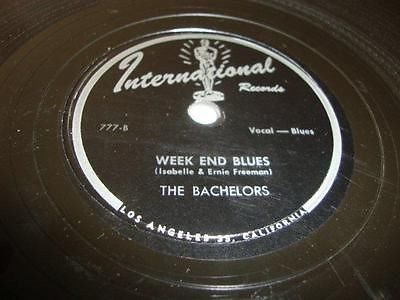 International
Records
777-B Vocal — Blues
WEEK END BLUES
(Isabelle & Ernie Freeman)
THE BACHELORS
LOS ANGELES 33, CALIFORNIA